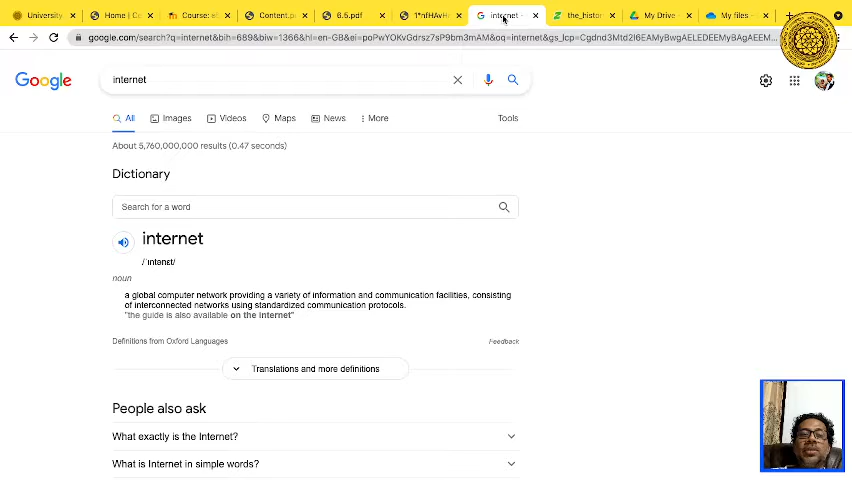 University
Home | C
Course: e
Content.p
6.5.pdf
1*nfHAvH
internet -
the_histor
My Drive -
My files -
google.com/search?q=internet&bih=689&biw=1366&hl=en-GB&ei=poPwYOKvGdrsz7sP9bm3mAM&oq=internet&gs_lcp=Cgdnd3Mtd2l6EAMyBwgAELEDEEMyBAgAEEM...
Google
internet
All
Images
Videos
Maps
News
More
Tools
About 5,760,000,000 results (0.47 seconds)
Dictionary
Search for a word
internet
/ˈɪntənɛt/
noun
a global computer network providing a variety of information and communication facilities, consisting
of interconnected networks using standardized communication protocols.
"the guide is also available on the internet"
Definitions from Oxford Languages
Feedback
Translations and more definitions
People also ask
What exactly is the Internet?
What is Internet in simple words?